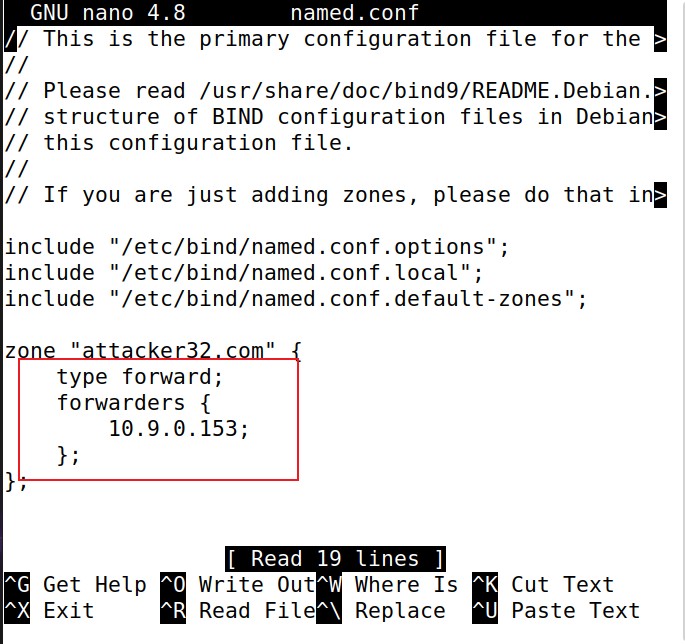 GNU nano 4.8 named.conf
// This is the primary configuration file for the >
//
// Please read /usr/share/doc/bind9/README.Debian.>
// structure of BIND configuration files in Debian>
// this configuration file.
//
// If you are just adding zones, please do that in>
include "/etc/bind/named.conf.options";
include "/etc/bind/named.conf.local";
include "/etc/bind/named.conf.default-zones";
zone "attacker32.com" {
    type forward;
    forwarders {
        10.9.0.153;
    };
};
[ Read 19 lines ]
^G Get Help ^O Write Out ^W Where Is ^K Cut Text
^X Exit ^R Read File ^\ Replace ^U Paste Text